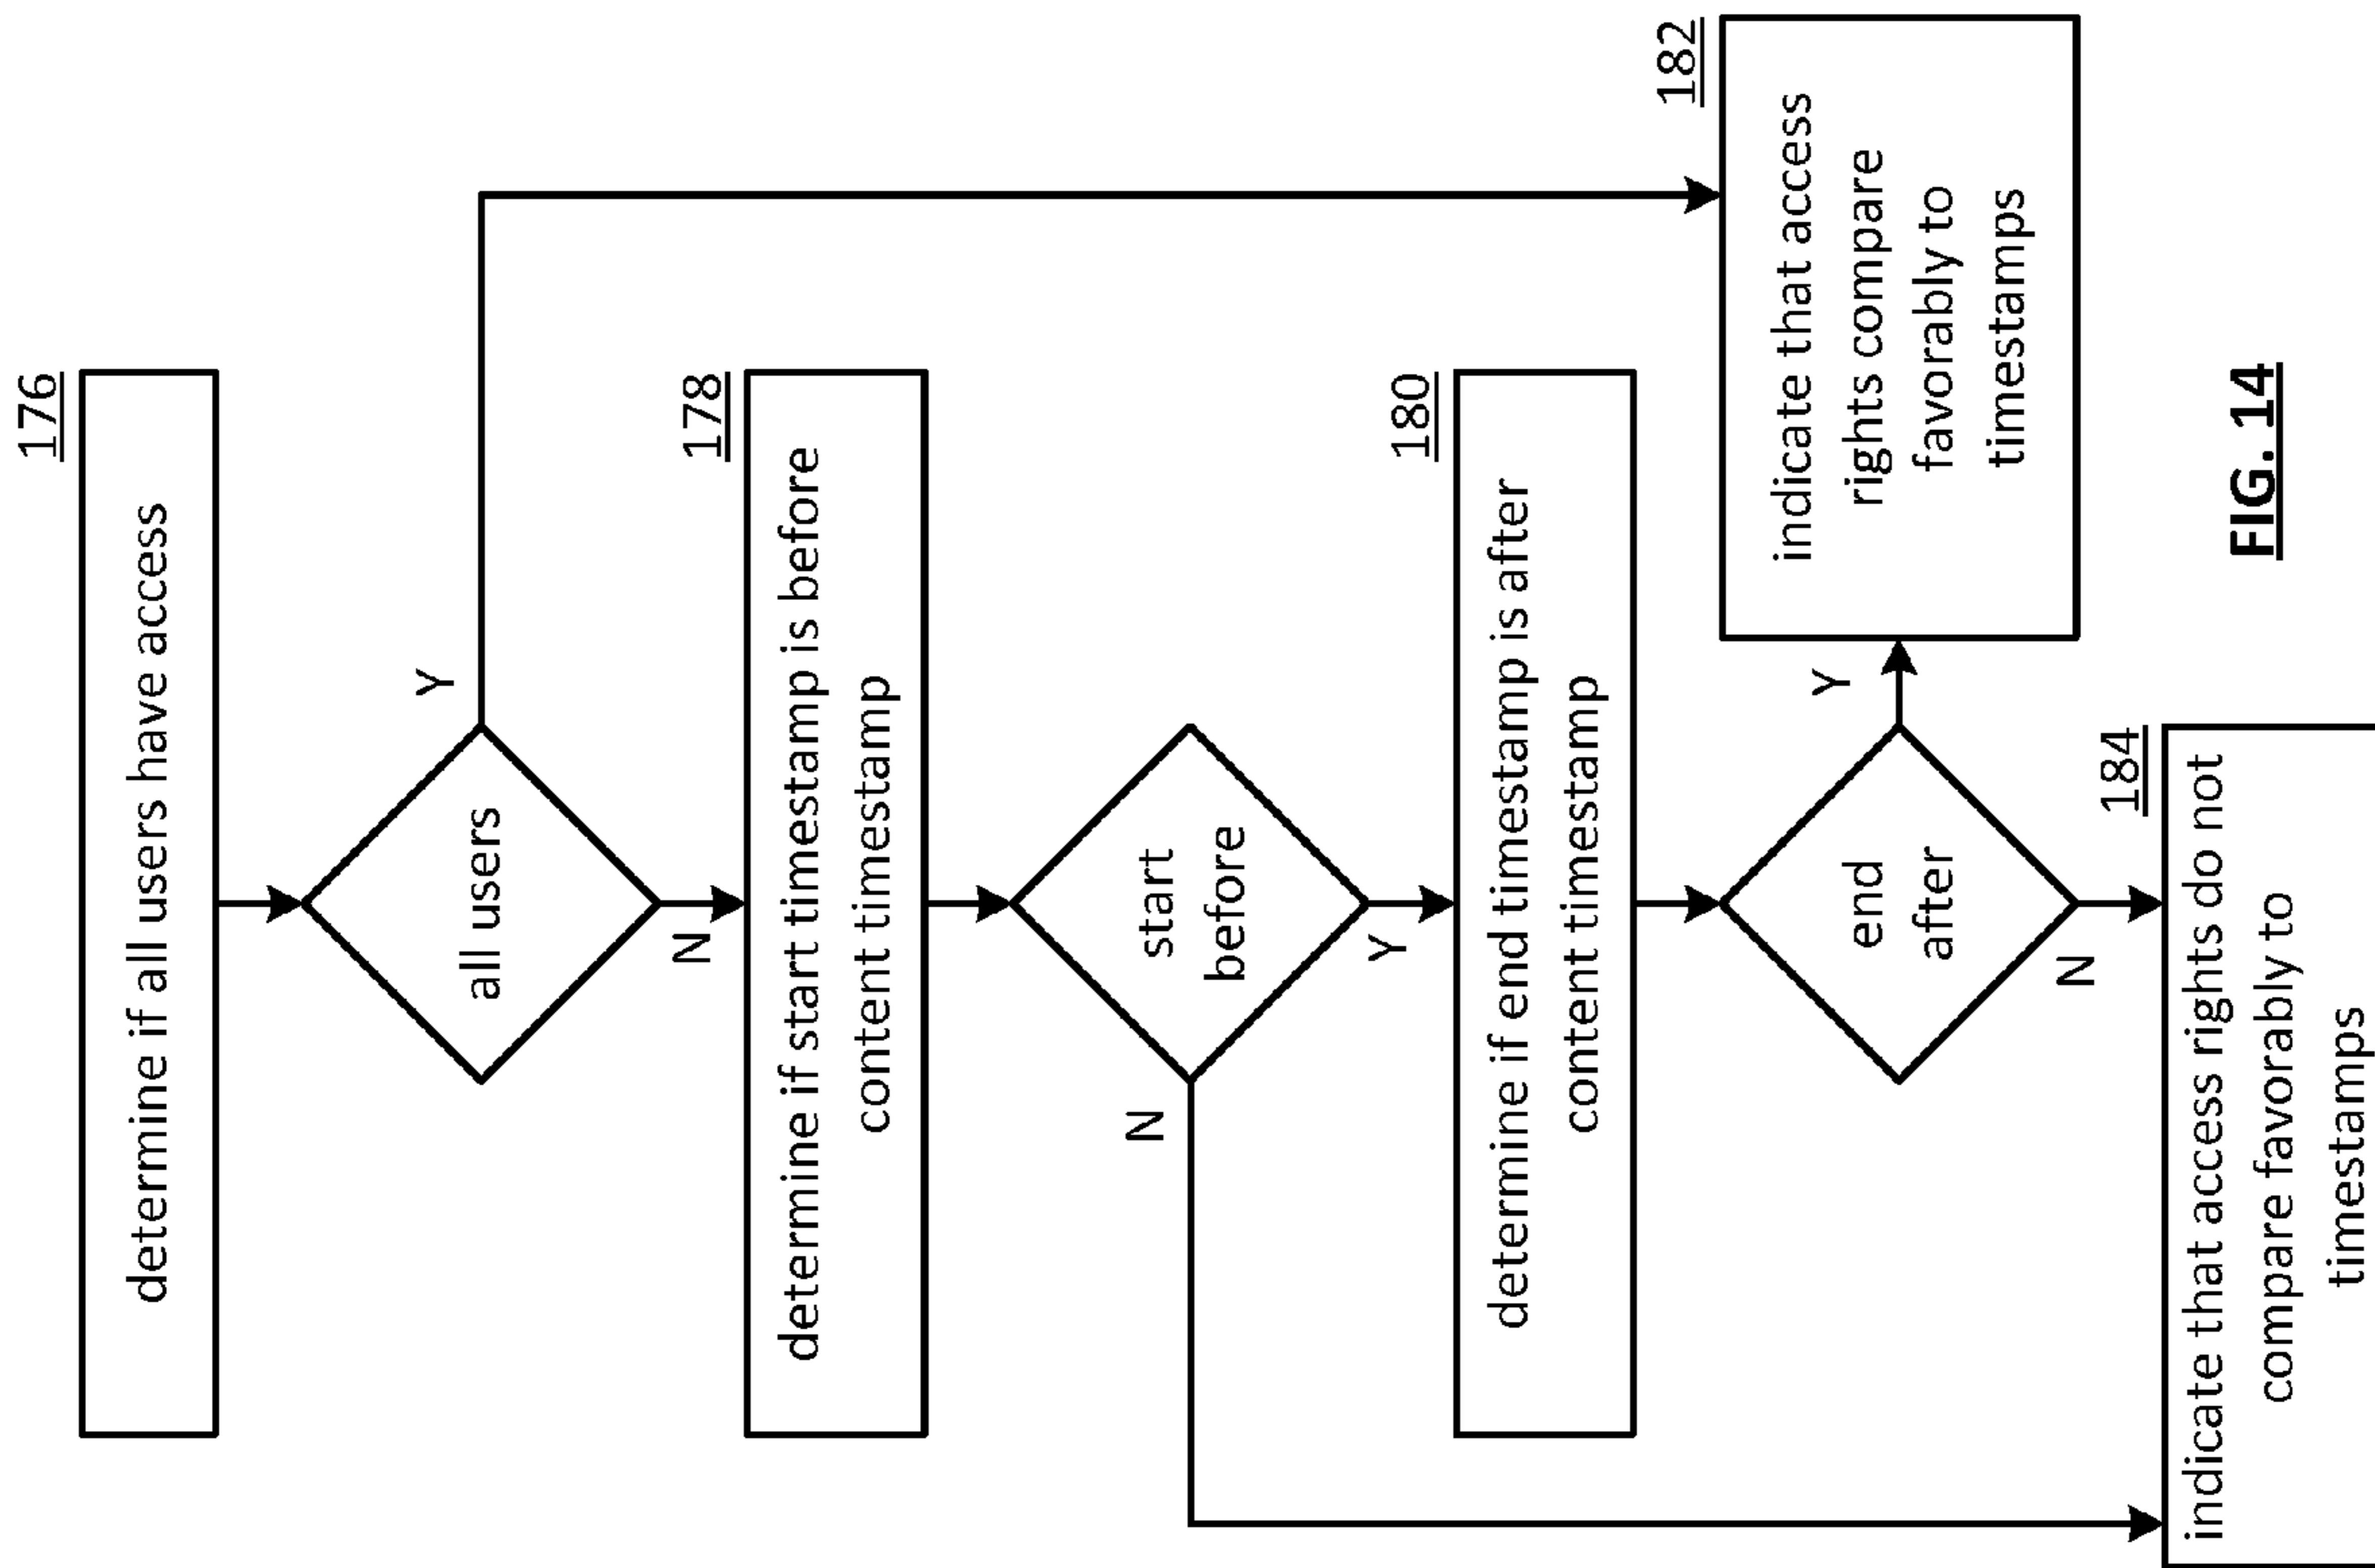 176
determine if all users have access
all users
Y
N
178
determine if start timestamp is before
content timestamp
start
before
N
Y
180
determine if end timestamp is after
content timestamp
end
after
Y
N
182
indicate that access
rights compare
favorably to
timestamps
184
indicate that access rights do not
compare favorably to
timestamps
FIG. 14